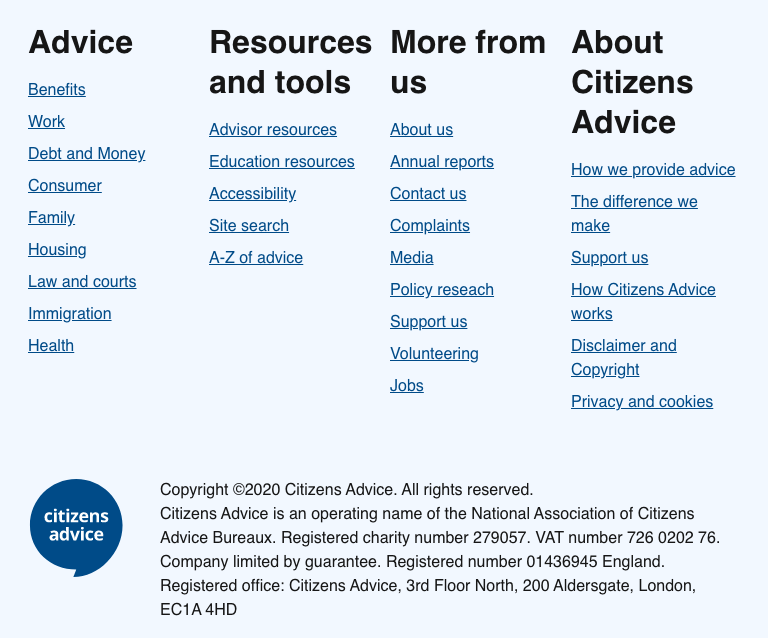 Advice
Benefits
Work
Debt and Money
Consumer
Family
Housing
Law and courts
Immigration
Health
Resources
and tools
Advisor resources
Education resources
Accessibility
Site search
A-Z of advice
More from
us
About us
Annual reports
Contact us
Complaints
Media
Policy reseach
Support us
Volunteering
Jobs
About
Citizens
Advice
How we provide advice
The difference we
make
Support us
How Citizens Advice
works
Disclaimer and
Copyright
Privacy and cookies
citizens
advice
Copyright ©2020 Citizens Advice. All rights reserved.
Citizens Advice is an operating name of the National Association of Citizens
Advice Bureaux. Registered charity number 279057. VAT number 726 0202 76.
Company limited by guarantee. Registered number 01436945 England.
Registered office: Citizens Advice, 3rd Floor North, 200 Aldersgate, London,
EC1A 4HD